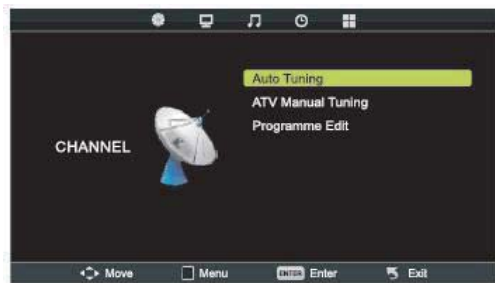 Auto Tuning
ATV Manual Tuning
Programme Edit
CHANNEL
Move Menu ENTER Enter Exit